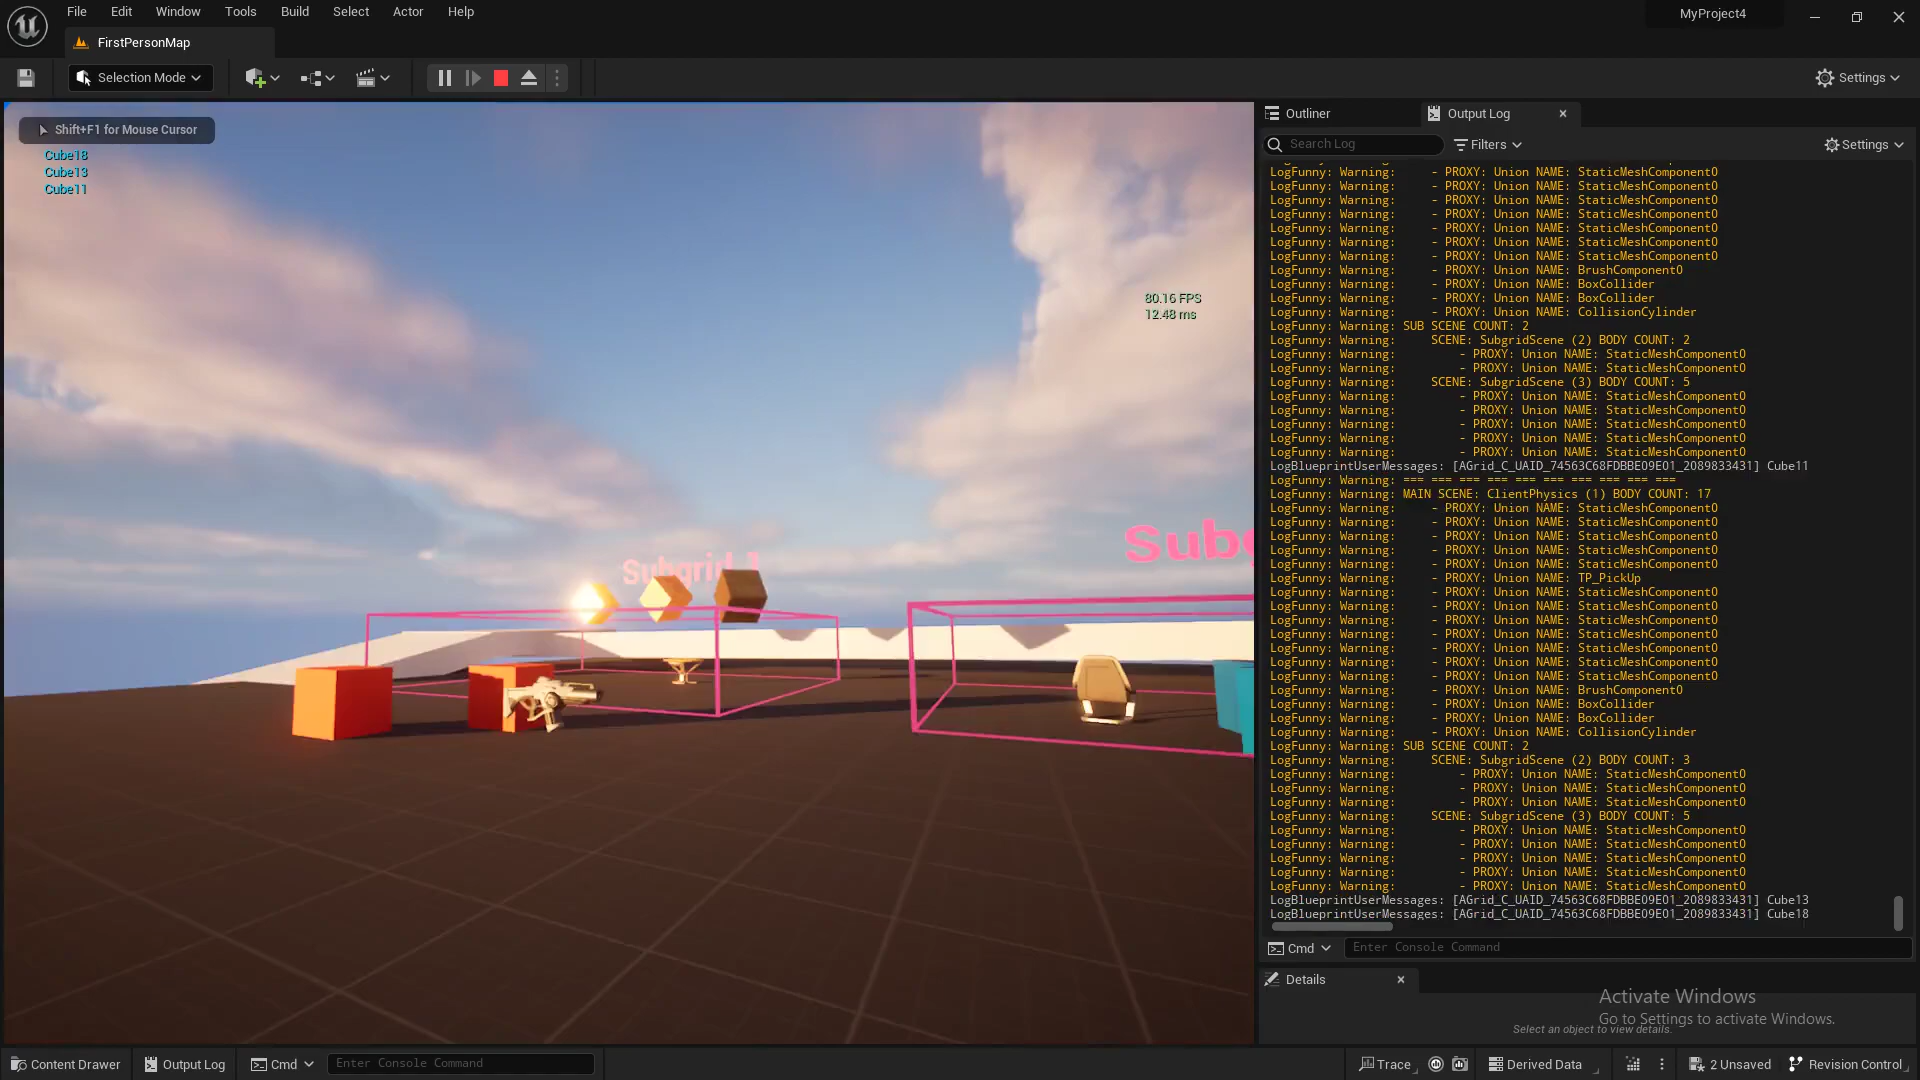 File Edit Window Tools Build Select Actor Help
MyProject4
FirstPersonMap
Selection Mode
Settings
Shift+F1 for Mouse Cursor
Cube18
Cube13
Cube11
80.16 FPS
12.48 ms
Subgrid 1
Outliner
Output Log
Search Log
Filters
Settings
LogFunny: Warning: - PROXY: Union NAME: StaticMeshComponent0
LogFunny: Warning: - PROXY: Union NAME: StaticMeshComponent0
LogFunny: Warning: - PROXY: Union NAME: StaticMeshComponent0
LogFunny: Warning: - PROXY: Union NAME: StaticMeshComponent0
LogFunny: Warning: - PROXY: Union NAME: StaticMeshComponent0
LogFunny: Warning: - PROXY: Union NAME: StaticMeshComponent0
LogFunny: Warning: - PROXY: Union NAME: StaticMeshComponent0
LogFunny: Warning: - PROXY: Union NAME: BrushComponent0
LogFunny: Warning: - PROXY: Union NAME: BoxCollider
LogFunny: Warning: - PROXY: Union NAME: BoxCollider
LogFunny: Warning: - PROXY: Union NAME: CollisionCylinder
LogFunny: Warning: SUB SCENE COUNT: 2
LogFunny: Warning: SCENE: SubgridScene (2) BODY COUNT: 2
LogFunny: Warning: - PROXY: Union NAME: StaticMeshComponent0
LogFunny: Warning: - PROXY: Union NAME: StaticMeshComponent0
LogFunny: Warning: SCENE: SubgridScene (3) BODY COUNT: 5
LogFunny: Warning: - PROXY: Union NAME: StaticMeshComponent0
LogFunny: Warning: - PROXY: Union NAME: StaticMeshComponent0
LogFunny: Warning: - PROXY: Union NAME: StaticMeshComponent0
LogFunny: Warning: - PROXY: Union NAME: StaticMeshComponent0
LogFunny: Warning: - PROXY: Union NAME: StaticMeshComponent0
LogBlueprintUserMessages: [AGrid_C_UAID_74563C68FDBBE09E01_2089833431] Cube11
LogFunny: Warning: === === === === === === === === === ===
LogFunny: Warning: MAIN SCENE: ClientPhysics (1) BODY COUNT: 17
LogFunny: Warning: - PROXY: Union NAME: StaticMeshComponent0
LogFunny: Warning: - PROXY: Union NAME: StaticMeshComponent0
LogFunny: Warning: - PROXY: Union NAME: StaticMeshComponent0
LogFunny: Warning: - PROXY: Union NAME: StaticMeshComponent0
LogFunny: Warning: - PROXY: Union NAME: StaticMeshComponent0
LogFunny: Warning: - PROXY: Union NAME: TP_PickUp
LogFunny: Warning: - PROXY: Union NAME: StaticMeshComponent0
LogFunny: Warning: - PROXY: Union NAME: StaticMeshComponent0
LogFunny: Warning: - PROXY: Union NAME: StaticMeshComponent0
LogFunny: Warning: - PROXY: Union NAME: StaticMeshComponent0
LogFunny: Warning: - PROXY: Union NAME: StaticMeshComponent0
LogFunny: Warning: - PROXY: Union NAME: StaticMeshComponent0
LogFunny: Warning: - PROXY: Union NAME: StaticMeshComponent0
LogFunny: Warning: - PROXY: Union NAME: BrushComponent0
LogFunny: Warning: - PROXY: Union NAME: BoxCollider
LogFunny: Warning: - PROXY: Union NAME: BoxCollider
LogFunny: Warning: - PROXY: Union NAME: CollisionCylinder
LogFunny: Warning: SUB SCENE COUNT: 2
LogFunny: Warning: SCENE: SubgridScene (2) BODY COUNT: 3
LogFunny: Warning: - PROXY: Union NAME: StaticMeshComponent0
LogFunny: Warning: - PROXY: Union NAME: StaticMeshComponent0
LogFunny: Warning: - PROXY: Union NAME: StaticMeshComponent0
LogFunny: Warning: SCENE: SubgridScene (3) BODY COUNT: 5
LogFunny: Warning: - PROXY: Union NAME: StaticMeshComponent0
LogFunny: Warning: - PROXY: Union NAME: StaticMeshComponent0
LogFunny: Warning: - PROXY: Union NAME: StaticMeshComponent0
LogFunny: Warning: - PROXY: Union NAME: StaticMeshComponent0
LogFunny: Warning: - PROXY: Union NAME: StaticMeshComponent0
LogBlueprintUserMessages: [AGrid_C_UAID_74563C68FDBBE09E01_2089833431] Cube13
LogBlueprintUserMessages: [AGrid_C_UAID_74563C68FDBBE09E01_2089833431] Cube18
Cmd
Enter Console Command
Details
Activate Windows
Go to Settings to activate Windows.
Select an object to view details.
Content Drawer
Output Log
Cmd
Enter Console Command
Trace
Derived Data
2 Unsaved
Revision Control